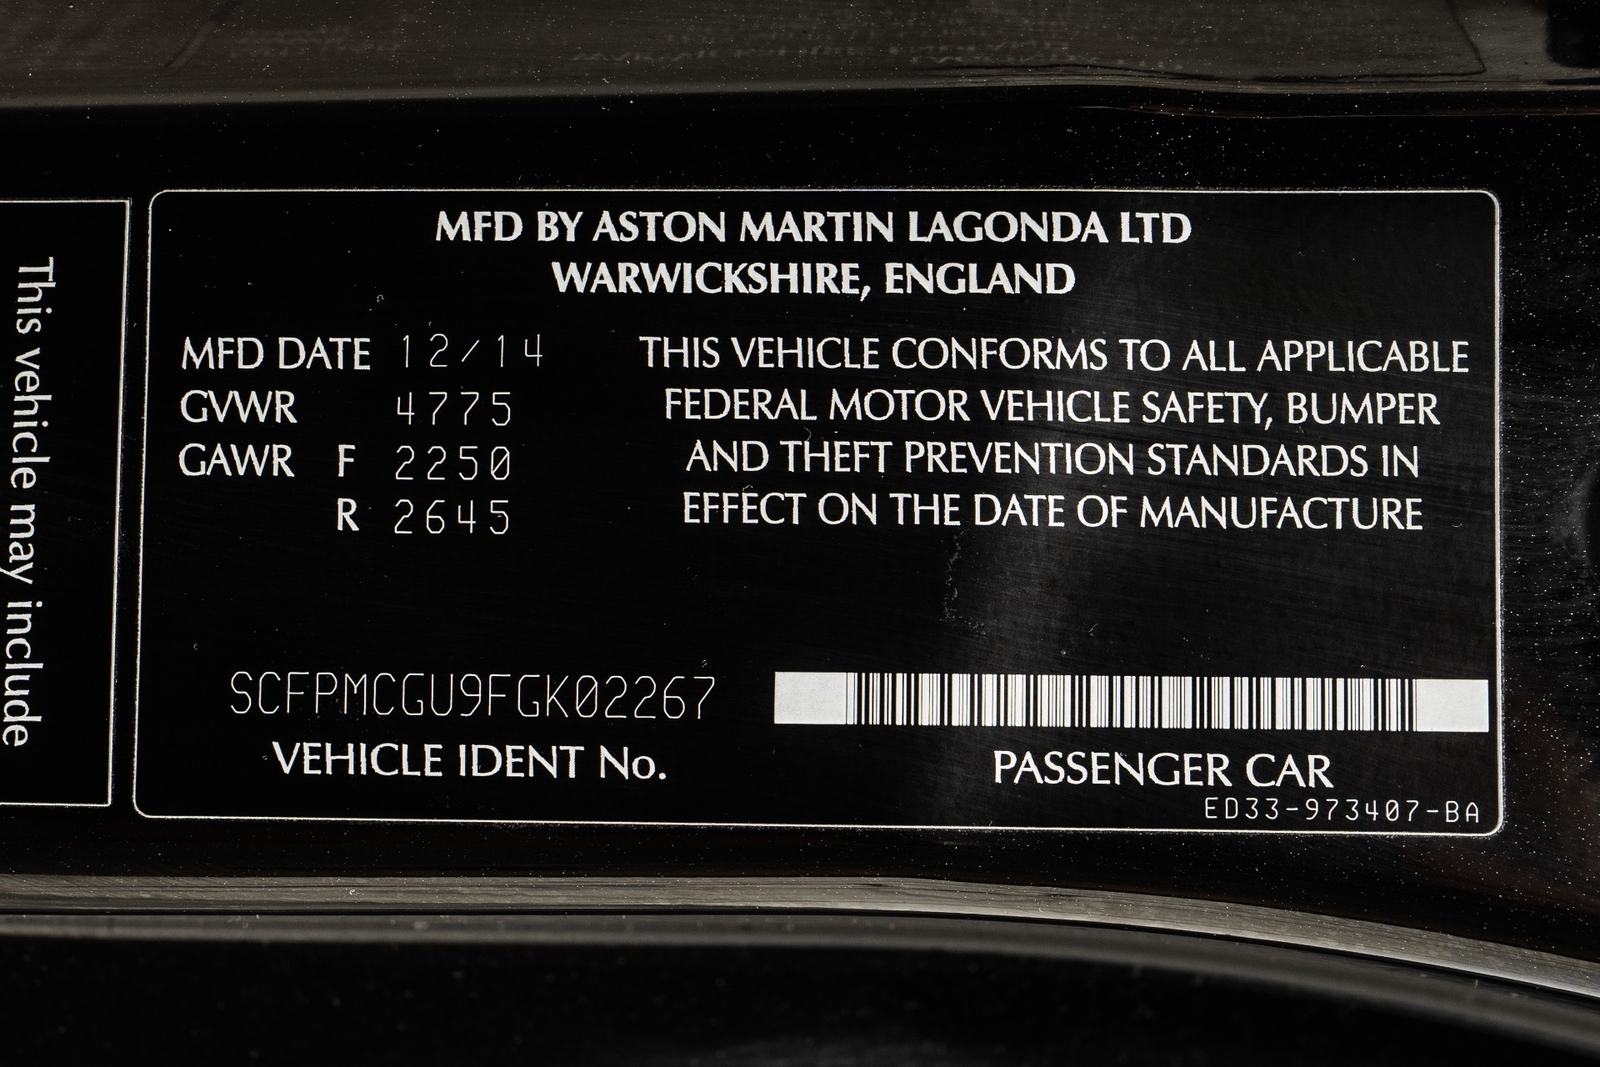 This vehicle may include
MFD BY ASTON MARTIN LAGONDA LTD
WARWICKSHIRE, ENGLAND
MFD DATE 12/14
GVWR 4775
GAWR F 2250
R 2645
THIS VEHICLE CONFORMS TO ALL APPLICABLE
FEDERAL MOTOR VEHICLE SAFETY, BUMPER
AND THEFT PREVENTION STANDARDS IN
EFFECT ON THE DATE OF MANUFACTURE
SCFPMCGU9FGK02267
VEHICLE IDENT No.
PASSENGER CAR
ED33-973407-BA